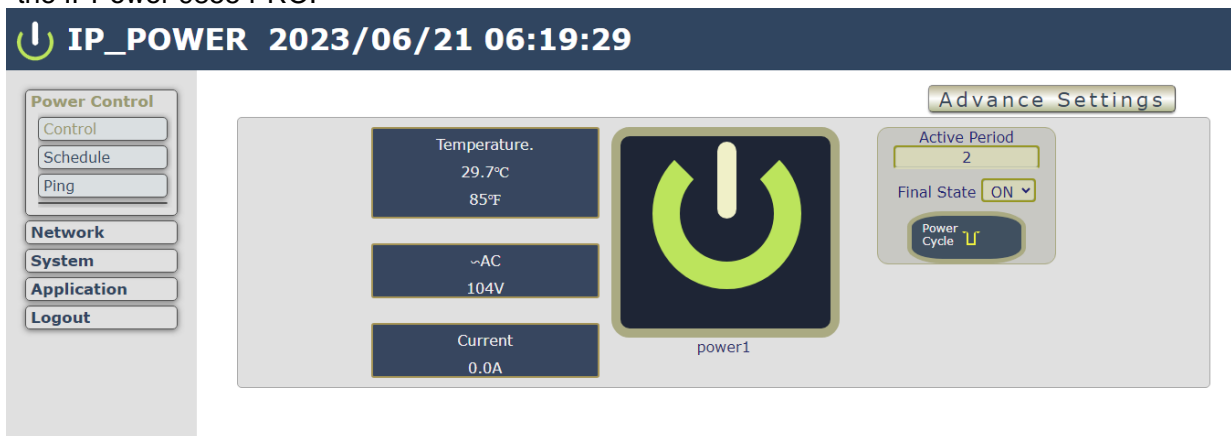 IP_POWER 2023/06/21 06:19:29
Advance Settings
Power Control
Control
Schedule
Ping
Network
System
Application
Logout
Temperature.
29.7℃
85℉
~AC
104V
Current
0.0A
power1
Active Period
2
Final State ON
Power
Cycle